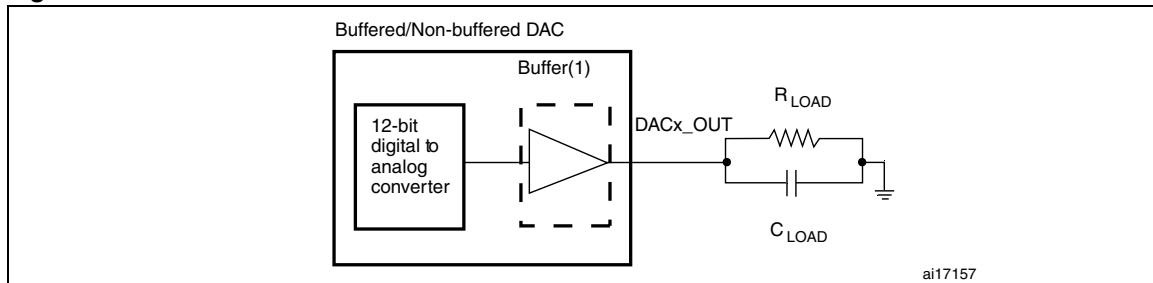 Buffered/Non-buffered DAC
Buffer(1)
12-bit
digital to
analog
converter
DACx_OUT
R LOAD
C LOAD
ai17157